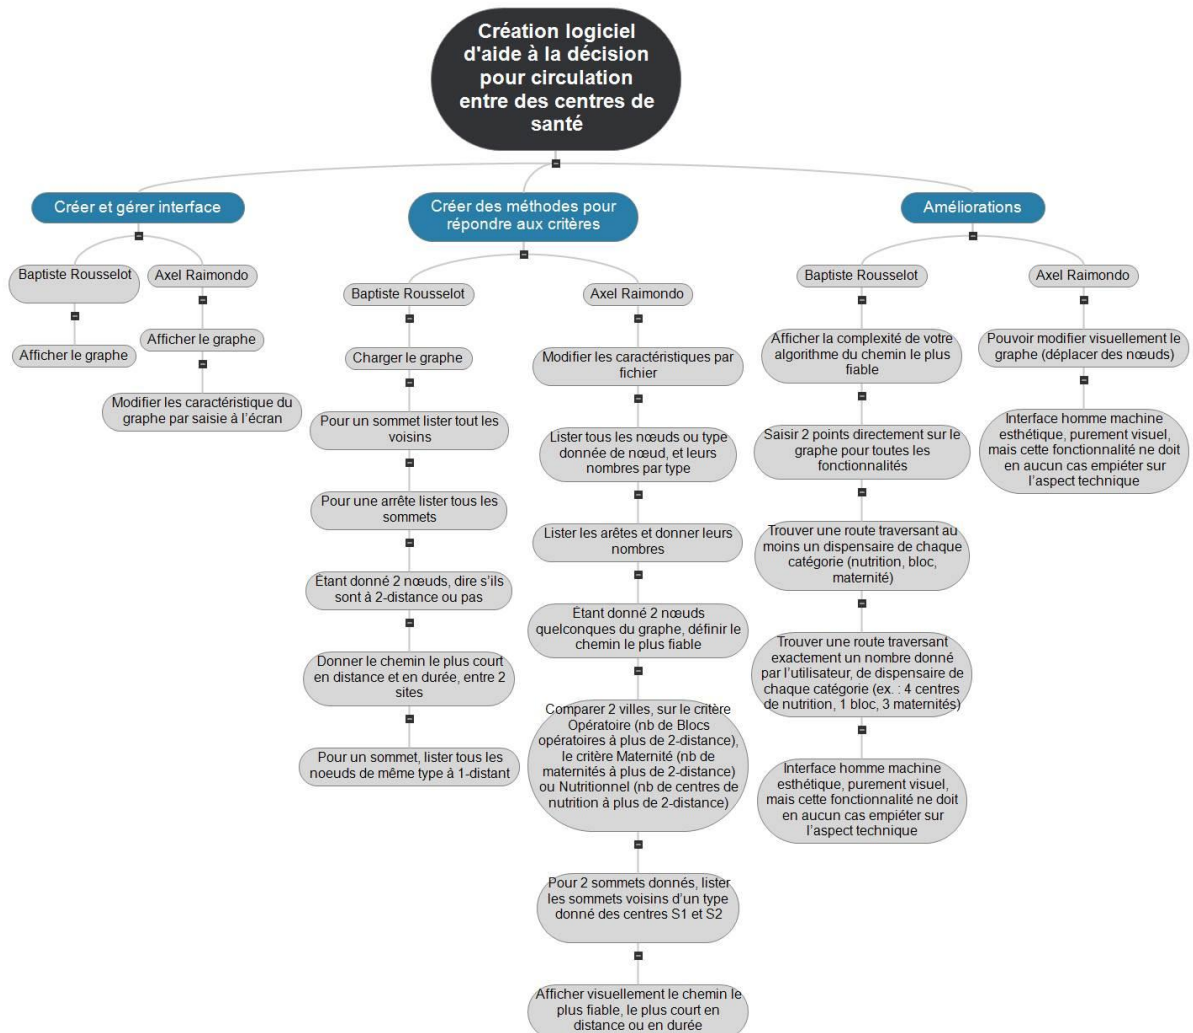 Création logiciel
d'aide à la décision
pour circulation
entre des centres de
santé
Créer et gérer interface
Baptiste Rousselot
Afficher le graphe
Axel Raimondo
Afficher le graphe
Modifier les caractéristique du
graphe par saisie à l'écran
Créer des méthodes pour
répondre aux critères
Baptiste Rousselot
Charger le graphe
Pour un sommet lister tout les
voisins
Pour une arrête lister tous les
sommets
Étant donné 2 nœuds, dire s'ils
sont à 2-distance ou pas
Donner le chemin le plus court
en distance et en durée, entre 2
sites
Pour un sommet, lister tous les
noeuds de même type à 1-distant
Axel Raimondo
Modifier les caractéristiques par
fichier
Lister tous les nœuds ou type
donnée de nœud, et leurs
nombres par type
Lister les arêtes et donner leurs
nombres
Étant donné 2 nœuds
quelconques du graphe, définir le
chemin le plus fiable
Comparer 2 villes, sur le critère
Opératoire (nb de Blocs
opératoires à plus de 2-distance),
le critère Maternité (nb de
maternités à plus de 2-distance)
ou Nutritionnel (nb de centres de
nutrition à plus de 2-distance)
Pour 2 sommets donnés, lister
les sommets voisins d'un type
donné des centres S1 et S2
Afficher visuellement le chemin le
plus fiable, le plus court en
distance ou en durée
Améliorations
Baptiste Rousselot
Afficher la complexité de votre
algorithme du chemin le plus
fiable
Saisir 2 points directement sur le
graphe pour toutes les
fonctionnalités
Trouver une route traversant au
moins un dispensaire de chaque
catégorie (nutrition, bloc,
maternité)
Trouver une route traversant
exactement un nombre donné
par l'utilisateur, de dispensaire de
chaque catégorie (ex. : 4 centres
de nutrition, 1 bloc, 3 maternités)
Interface homme machine
esthétique, purement visuel,
mais cette fonctionnalité ne doit
en aucun cas empiéter sur
l'aspect technique
Axel Raimondo
Pouvoir modifier visuellement le
graphe (déplacer des nœuds)
Interface homme machine
esthétique, purement visuel,
mais cette fonctionnalité ne doit
en aucun cas empiéter sur
l'aspect technique